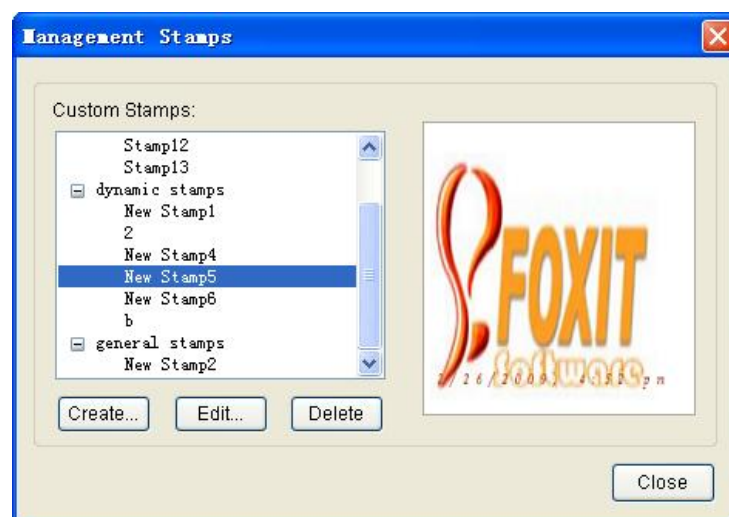 Management Stamps
Custom Stamps:
Stamp12
Stamp13
dynamic stamps
New Stamp1
2
New Stamp4
New Stamp5
New Stamp6
b
general stamps
New Stamp2
Create...
Edit...
Delete
FOXIT
Software
Close